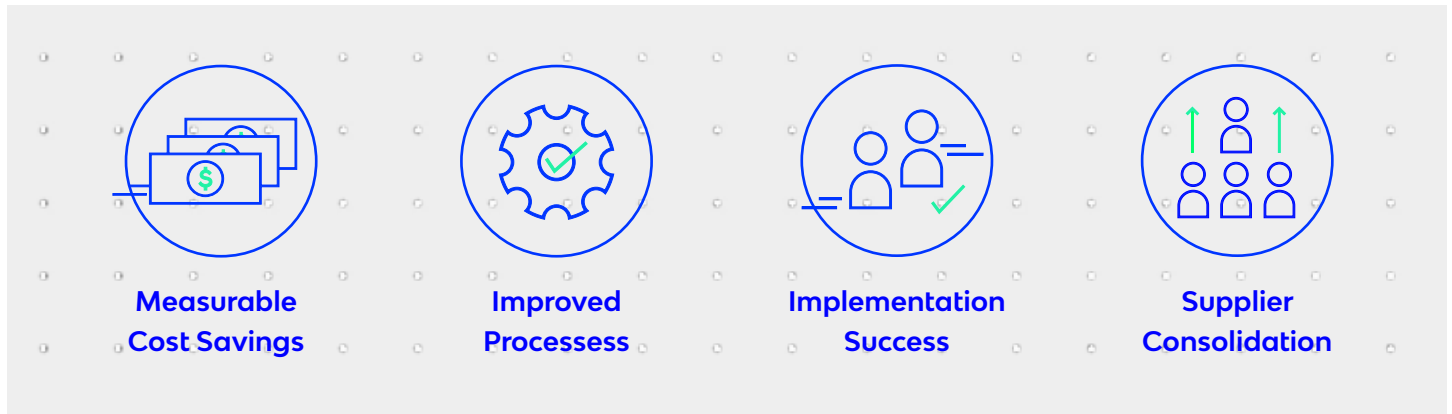 $
Measurable
Cost Savings
Improved
Processess
Implementation
Success
Supplier
Consolidation